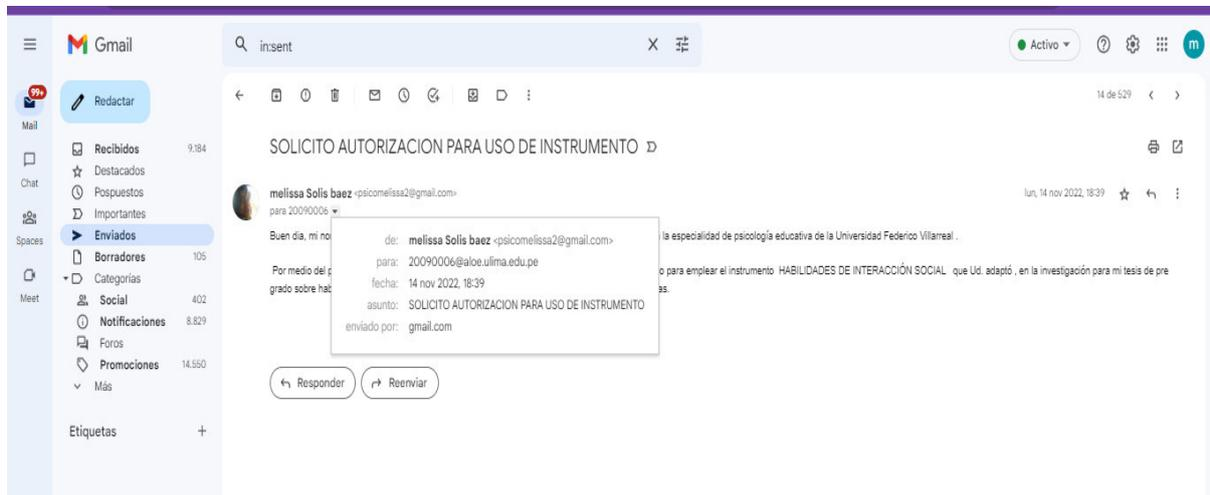 Gmail
in:sent
Activo
m
99+
Mail
Chat
Spaces
Meet
Redactar
Recibidos 9.184
Destacados
Pospuestos
Importantes
Enviados
Borradores 105
Categorías
Social 402
Notificaciones 8.829
Foros
Promociones 14.550
Más
Etiquetas
14 de 529
SOLICITO AUTORIZACION PARA USO DE INSTRUMENTO
melissa Solis baez <psicomelissa2@gmail.com>
lun, 14 nov 2022, 18:39
para 20090006
Buen dia, mi la especialidad de psicología educativa de la Universidad Federico Villarreal .
Por medio del para emplear el instrumento HABILIDADES DE INTERACCIÓN SOCIAL que Ud. adaptó , en la investigación para mi tesis de pre
grado sobre
de: melissa Solis baez <psicomelissa2@gmail.com>
para: 20090006@aloe.ulima.edu.pe
fecha: 14 nov 2022, 18:39
asunto: SOLICITO AUTORIZACION PARA USO DE INSTRUMENTO
enviado por: gmail.com
Responder
Reenviar